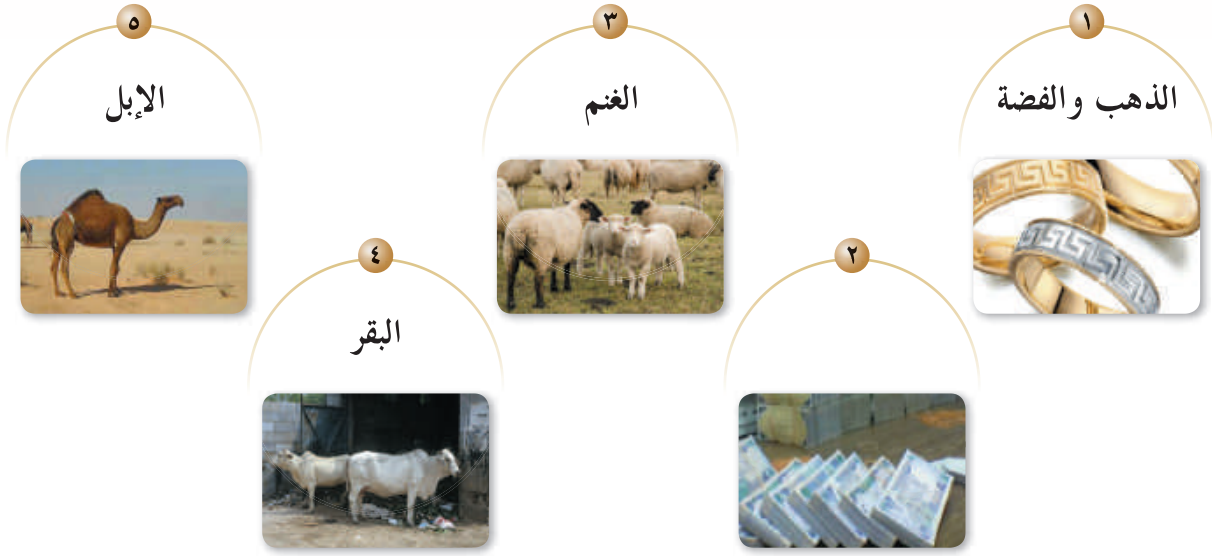 ١
الذهب والفضة
٢
٣
الغنم
٤
البقر
٥
الإبل